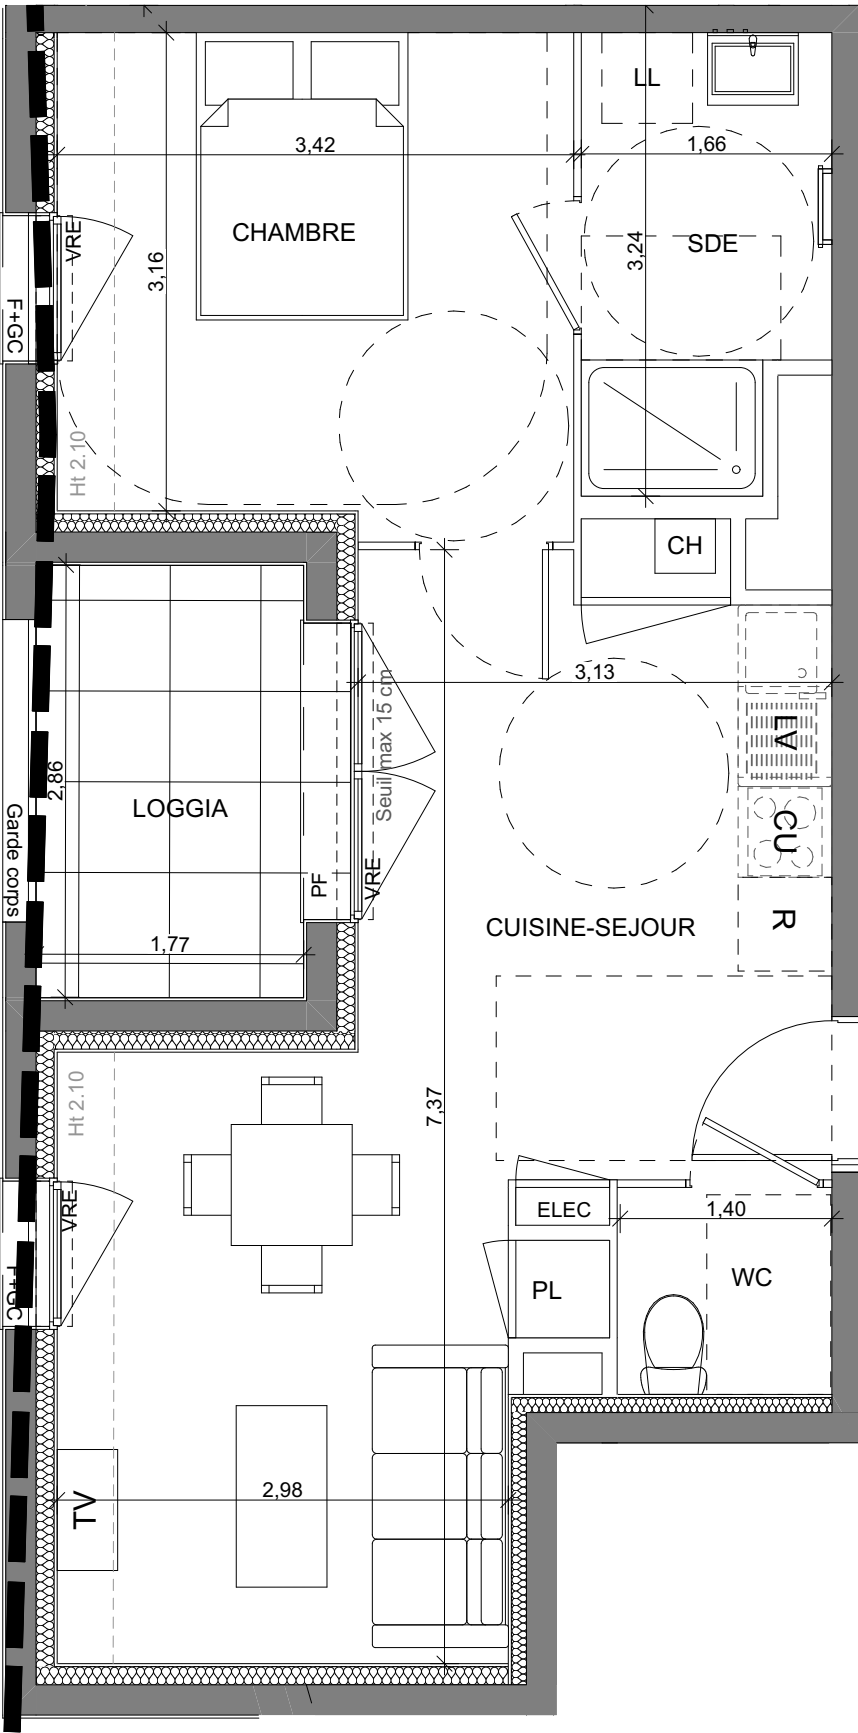 LL
3,42
1,66
CHAMBRE
SDE
VRE
3,16
3,24
F+GC
Ht 2.10
CH
3,13
Seuil max 15 cm
LV
2,86
LOGGIA
CU
Garde corps
PF
VRE
R
CUISINE-SEJOUR
1,77
Ht 2.10
7,37
VRE
ELEC
1,40
F+GC
PL
WC
TV
2,98